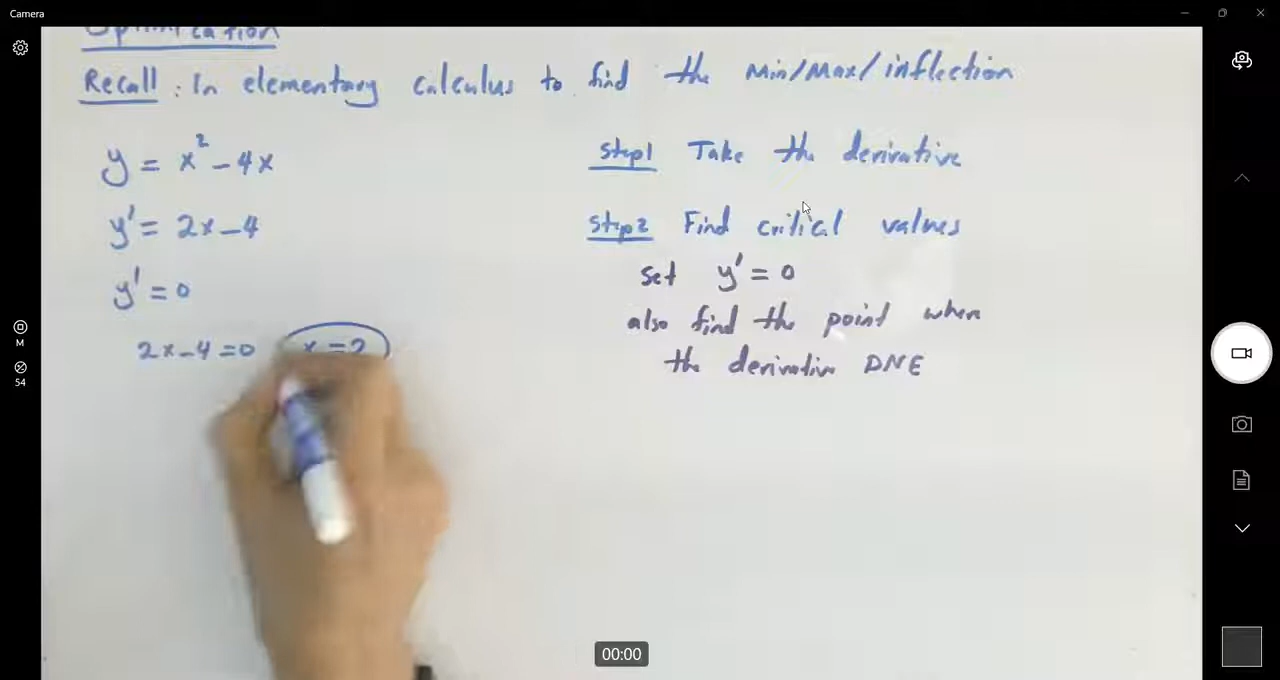 Camera
Optimization
Recall: In elementary calculus to find the Min/Max/inflection
y = x² - 4x
y' = 2x - 4
y' = 0
2x - 4 = 0 x = 2
Step1 Take the derivative
Step2 Find critical values
set y' = 0
also find the point when
the derivative DNE
M
54
00:00